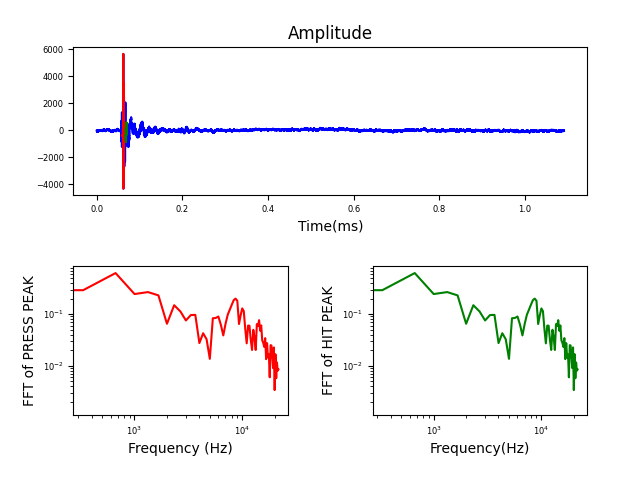 Amplitude
6000
4000
2000
0
−2000
−4000
0.0 0.2 0.4 0.6 0.8 1.0
Time(ms)
FFT of PRESS PEAK
10⁻¹
10⁻²
10³ 10⁴
Frequency (Hz)
FFT of HIT PEAK
10⁻¹
10⁻²
10³ 10⁴
Frequency(Hz)